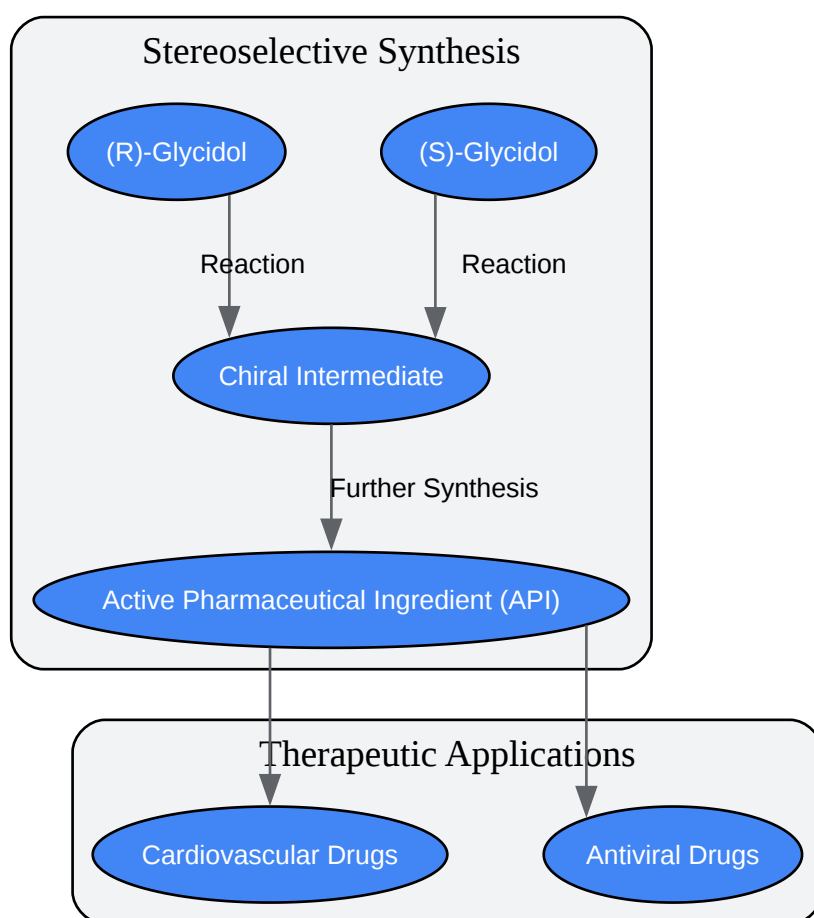 Stereoselective Synthesis
(R)-Glycidol
(S)-Glycidol
Reaction
Reaction
Chiral Intermediate
Further Synthesis
Active Pharmaceutical Ingredient (API)
Therapeutic Applications
Cardiovascular Drugs
Antiviral Drugs